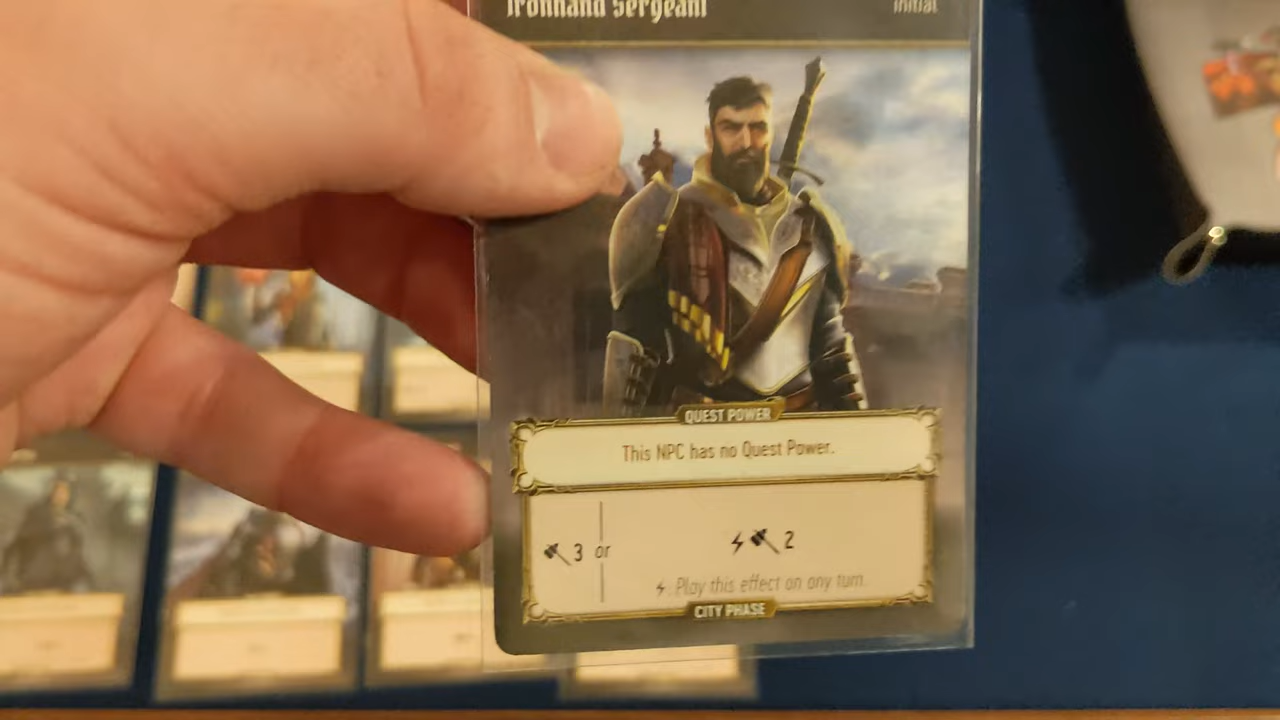 Ironhand Sergeant
Initial
QUEST POWER
This NPC has no Quest Power.
3 or
2
Play this effect on any turn.
CITY PHASE